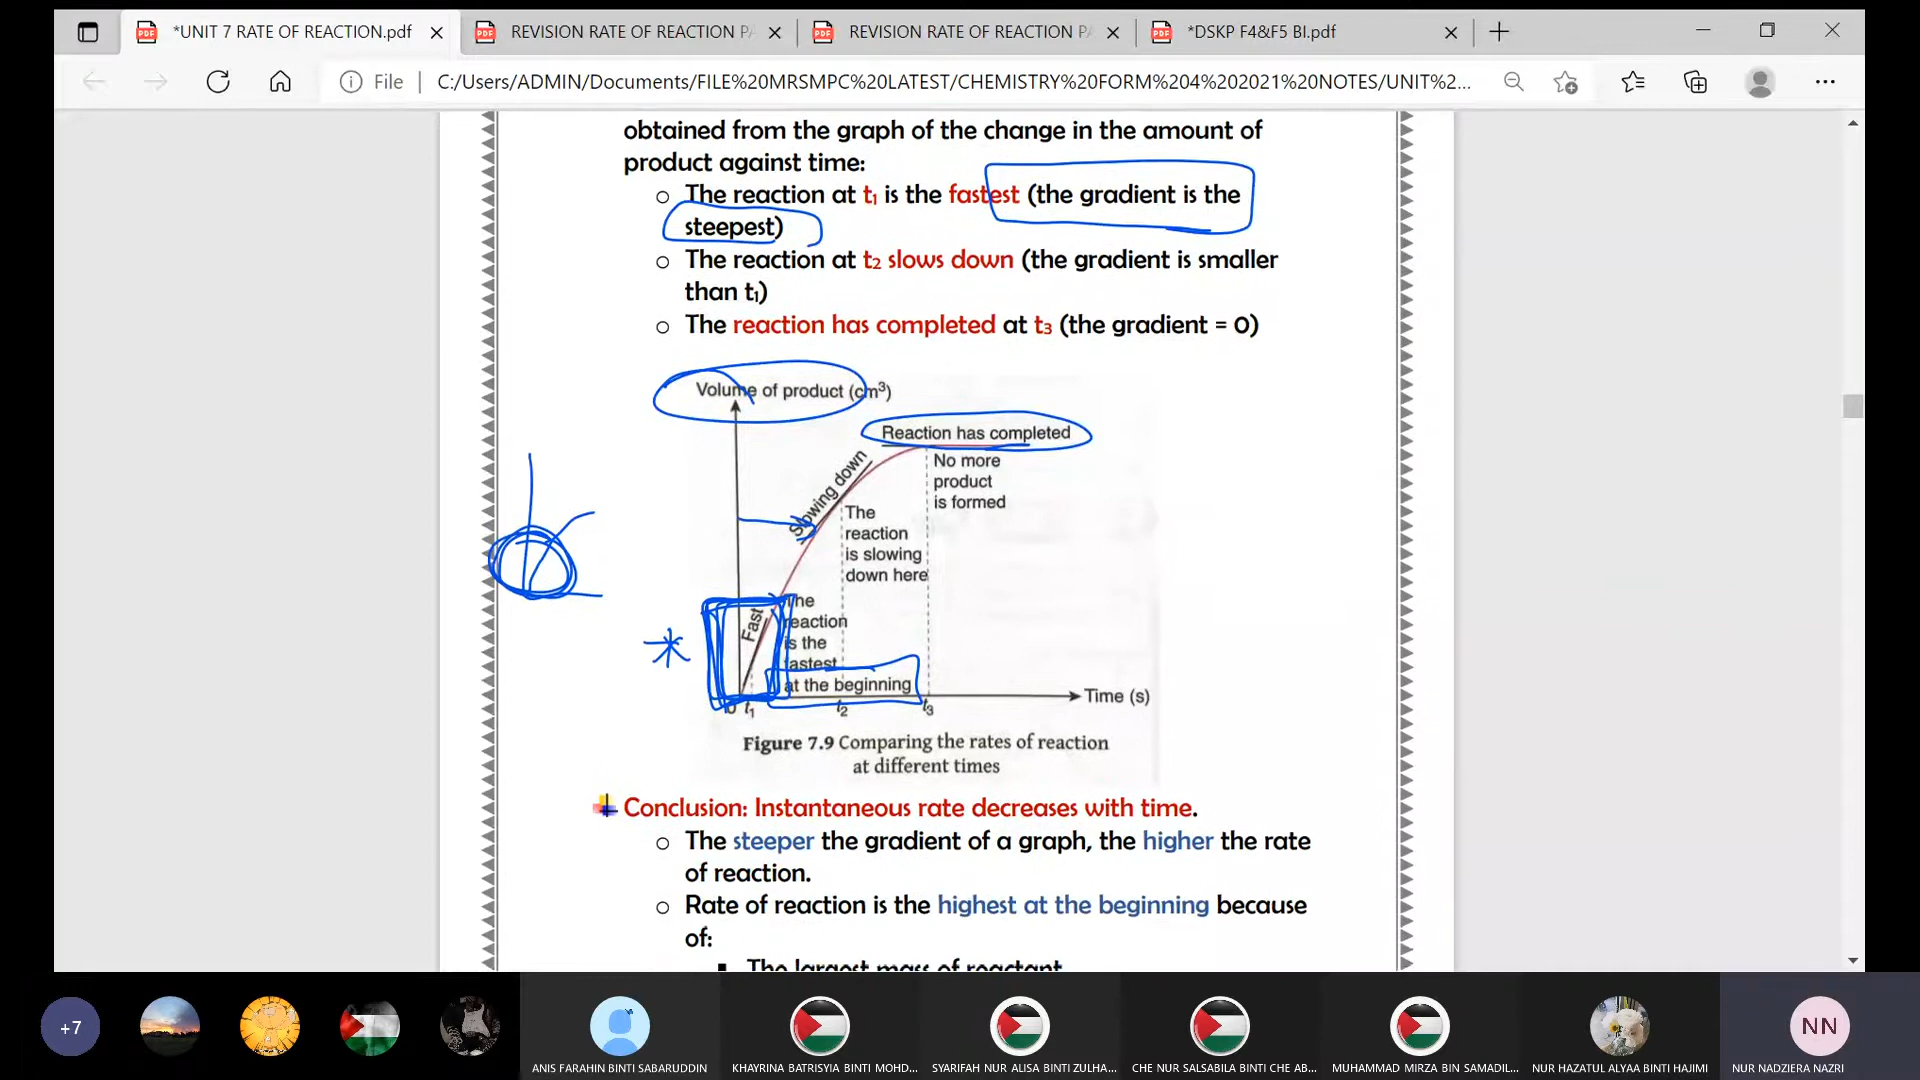 *UNIT 7 RATE OF REACTION.pdf
REVISION RATE OF REACTION PA
REVISION RATE OF REACTION PA
*DSKP F4&F5 BI.pdf
File
C:/Users/ADMIN/Documents/FILE%20MRSMPC%20LATEST/CHEMISTRY%20FORM%204%202021%20NOTES/UNIT%2...
obtained from the graph of the change in the amount of
product against time:
o The reaction at t₁ is the fastest (the gradient is the
steepest)
o The reaction at t₂ slows down (the gradient is smaller
than t₁)
o The reaction has completed at t₃ (the gradient = 0)
Volume of product (cm³)
Reaction has completed
Slowing down
No more
product
is formed
The
reaction
is slowing
down here
Fast
The
reaction
is the
fastest
at the beginning
0 t₁ t₂ t₃
Time (s)
Figure 7.9 Comparing the rates of reaction
at different times
Conclusion: Instantaneous rate decreases with time.
o The steeper the gradient of a graph, the higher the rate
of reaction.
o Rate of reaction is the highest at the beginning because
of:
▪ The largest mass of reactant
+7
NN
ANIS FARAHIN BINTI SABARUDDIN
KHAYRINA BATRISYIA BINTI MOHD...
SYARIFAH NUR ALISA BINTI ZULHA...
CHE NUR SALSABILA BINTI CHE AB...
MUHAMMAD MIRZA BIN SAMADIL...
NUR HAZATUL ALYAA BINTI HAJIMI
NUR NADZIERA NAZRI